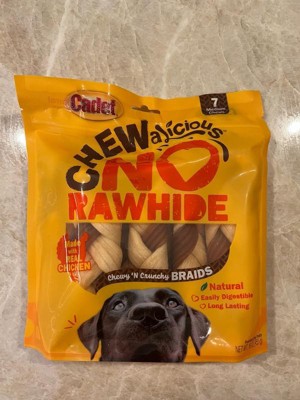 Cadet
7
CHEWalicious
NO
RAWHIDE
Made
with
REAL
CHICKEN
Chewy 'N Crunchy BRAIDS
Natural
Easily Digestible
Long Lasting